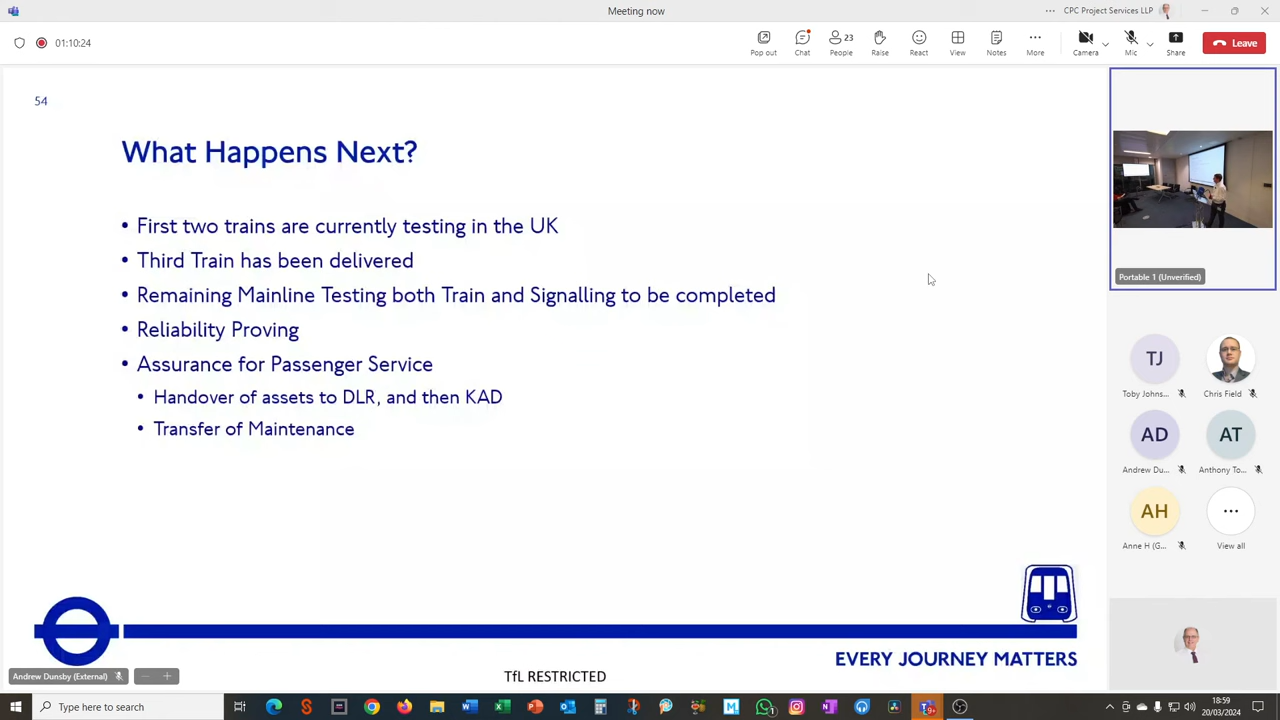 Meeting now
CPC Project Services LLP
01:10:24
Pop out
Chat
23
People
Raise
React
View
Notes
More
Camera
Mic
Share
Leave
54
What Happens Next?
• First two trains are currently testing in the UK
• Third Train has been delivered
• Remaining Mainline Testing both Train and Signalling to be completed
• Reliability Proving
• Assurance for Passenger Service
• Handover of assets to DLR, and then KAD
• Transfer of Maintenance
EVERY JOURNEY MATTERS
TfL RESTRICTED
Andrew Dunsby (External)
Portable 1 (Unverified)
TJ
Toby Johns...
Chris Field
AD
Andrew Du...
AT
Anthony To...
AH
Anne H (G...
View all
Type here to search
18:59
20/03/2024